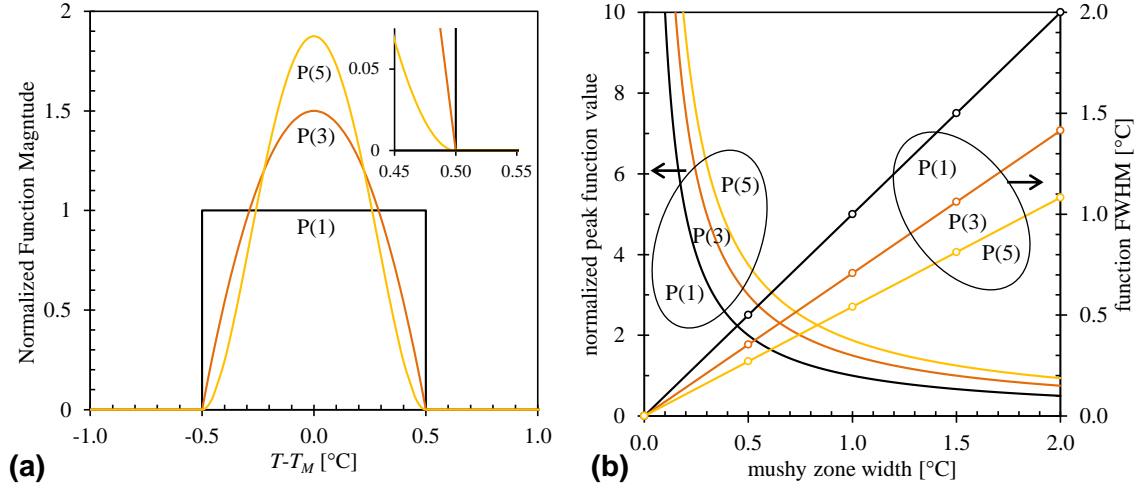 2
1.5
1
0.5
0
Normalized Function Magntude
-1.0
-0.5
0.0
0.5
1.0
T-T_M [°C]
P(5)
P(3)
P(1)
0.05
0
0.45
0.50
0.55
(a)
10
8
6
4
2
0
normalized peak function value
0.0
0.5
1.0
1.5
2.0
mushy zone width [°C]
P(5)
P(3)
P(1)
P(1)
P(3)
P(5)
2.0
1.5
1.0
0.5
0.0
function FWHM [°C]
(b)